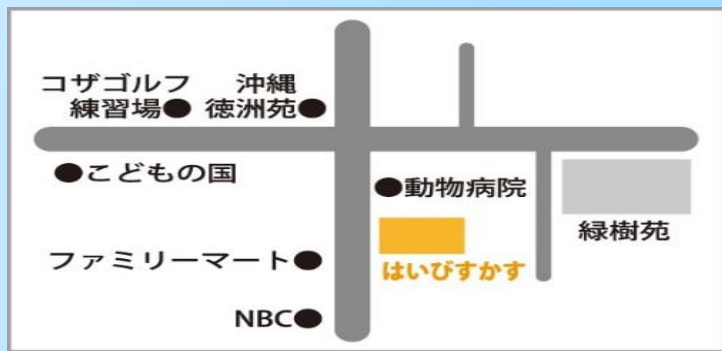 コザゴルフ
練習場
沖縄
徳洲苑
こどもの国
動物病院
緑樹苑
ファミリーマート
はいびすかす
NBC